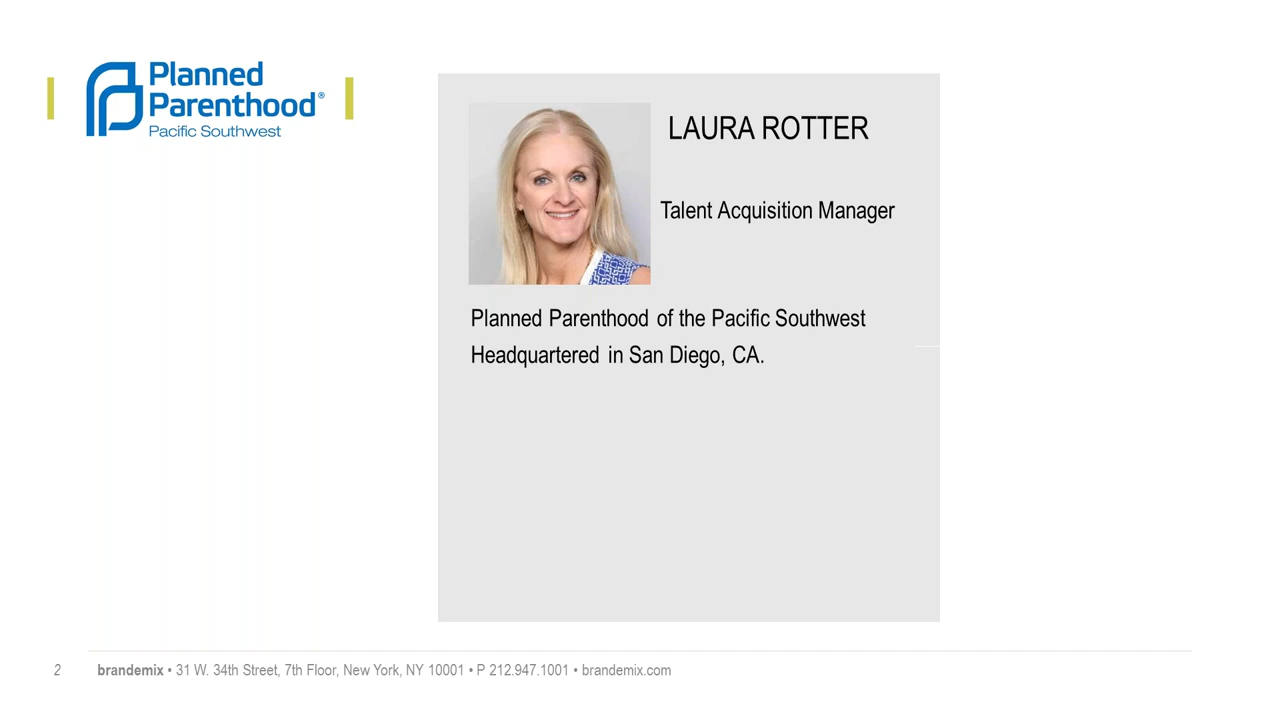 Planned
Parenthood®
Pacific Southwest
LAURA ROTTER
Talent Acquisition Manager
Planned Parenthood of the Pacific Southwest
Headquartered in San Diego, CA.
2 brandemix • 31 W. 34th Street, 7th Floor, New York, NY 10001 • P 212.947.1001 • brandemix.com